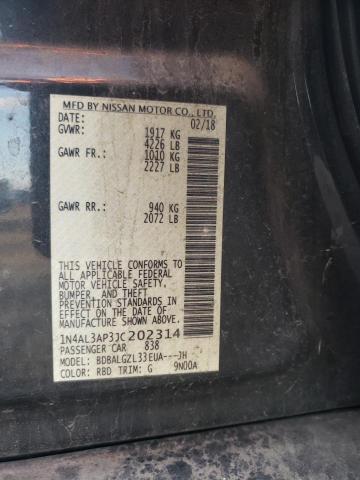 MFD BY NISSAN MOTOR CO., LTD.
DATE: 02/18
GVWR: 1917 KG
4226 LB
GAWR FR.: 1010 KG
2227 LB
GAWR RR.: 940 KG
2072 LB
THIS VEHICLE CONFORMS TO
ALL APPLICABLE FEDERAL
MOTOR VEHICLE SAFETY,
BUMPER, AND THEFT
PREVENTION STANDARDS IN
EFFECT ON THE DATE OF
MANUFACTURE SHOWN ABOVE.
1N4AL3AP3JC202314
PASSENGER CAR 838
MODEL: BDBALGZL33EUA---JH
COLOR: RBD TRIM: G 9N00A